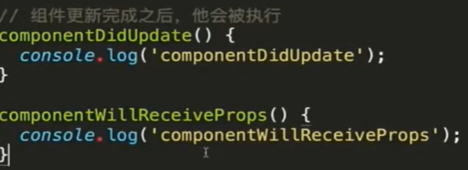 // 组件更新完成之后，他会被执行
componentDidUpdate() {
  console.log('componentDidUpdate');
}
componentWillReceiveProps() {
  console.log('componentWillReceiveProps');
}